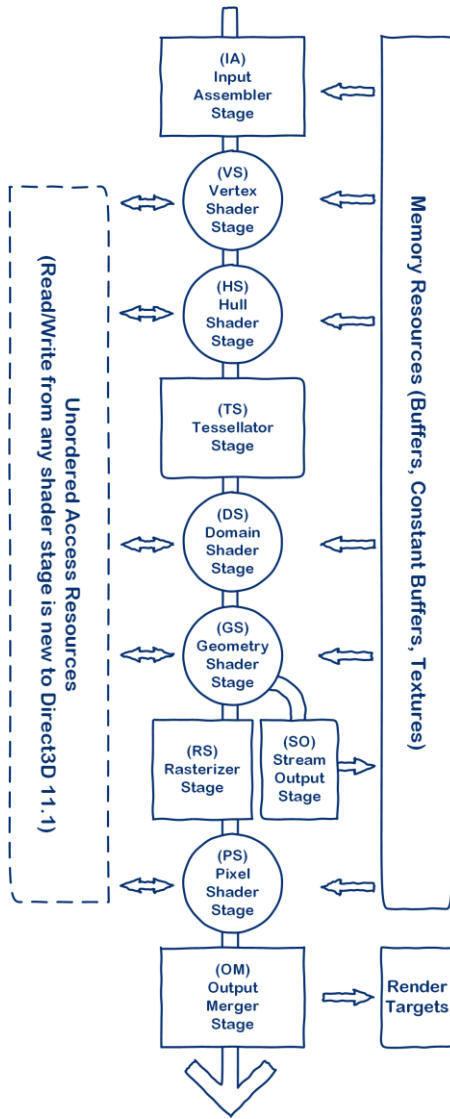 (IA)
Input
Assembler
Stage
(VS)
Vertex
Shader
Stage
(HS)
Hull
Shader
Stage
(TS)
Tessellator
Stage
(DS)
Domain
Shader
Stage
(GS)
Geometry
Shader
Stage
(RS)
Rasterizer
Stage
(SO)
Stream
Output
Stage
(PS)
Pixel
Shader
Stage
(OM)
Output
Merger
Stage
Render
Targets
Unordered Access Resources
(Read/Write from any shader stage is new to Direct3D 11.1)
Memory Resources (Buffers, Constant Buffers, Textures)